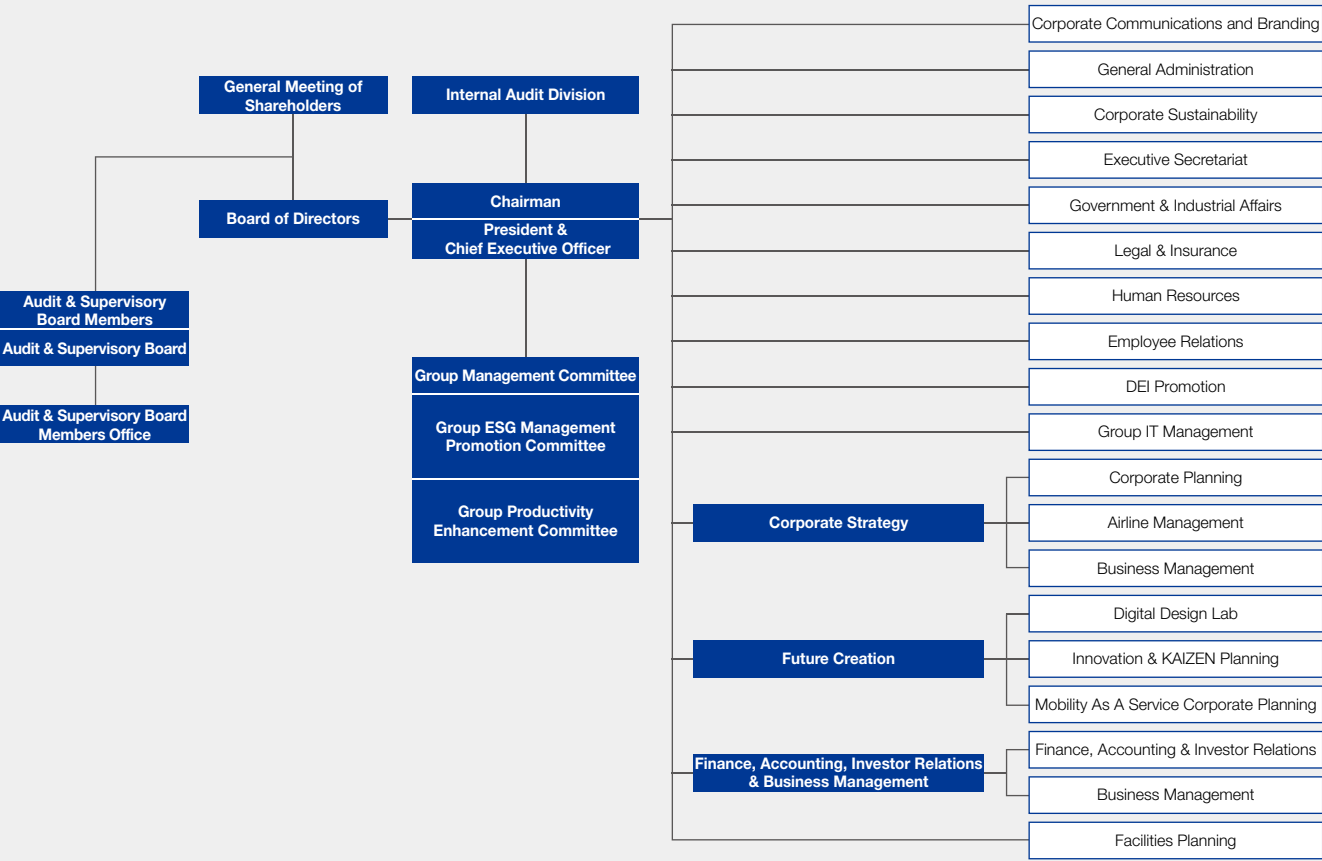 General Meeting of
Shareholders
Board of Directors
Audit & Supervisory
Board Members
Audit & Supervisory Board
Audit & Supervisory Board
Members Office
Internal Audit Division
Chairman
President &
Chief Executive Officer
Group Management Committee
Group ESG Management
Promotion Committee
Group Productivity
Enhancement Committee
Corporate Communications and Branding
General Administration
Corporate Sustainability
Executive Secretariat
Government & Industrial Affairs
Legal & Insurance
Human Resources
Employee Relations
DEI Promotion
Group IT Management
Corporate Strategy
Corporate Planning
Airline Management
Business Management
Future Creation
Digital Design Lab
Innovation & KAIZEN Planning
Mobility As A Service Corporate Planning
Finance, Accounting, Investor Relations
& Business Management
Finance, Accounting & Investor Relations
Business Management
Facilities Planning